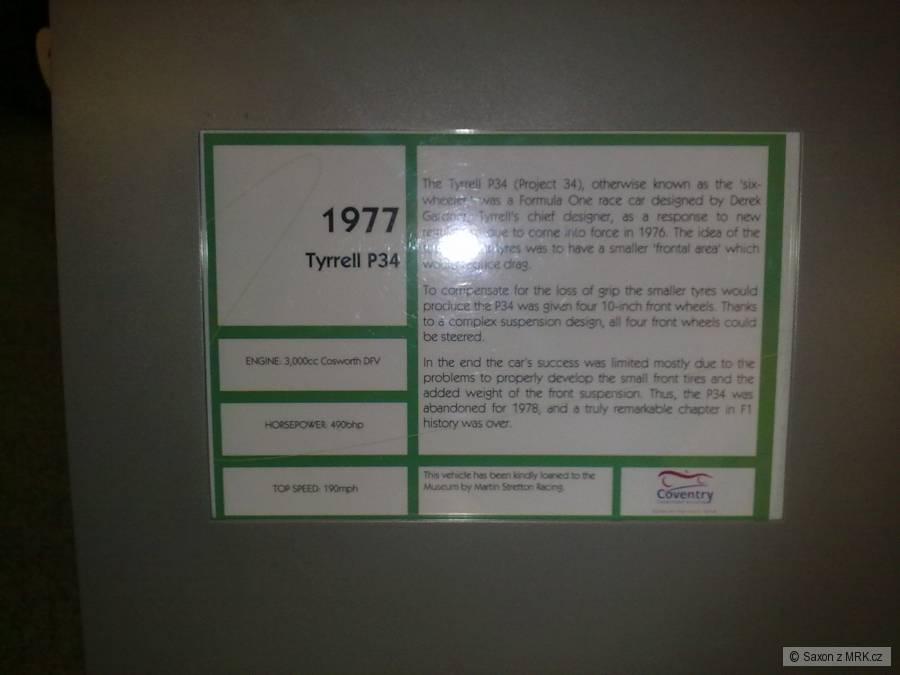 1977
Tyrrell P34
ENGINE: 3,000cc Cosworth DFV
HORSEPOWER: 490bhp
TOP SPEED: 190mph
The Tyrrell P34 (Project 34), otherwise known as the 'six-
was a Formula One race car designed by Derek
Tyrrell's chief designer, as a response to new
due to come into force in 1976. The idea of the
tyres was to have a smaller 'frontal area' which
drag.
To compensate for the loss of grip the smaller tyres would
produce the P34 was given four 10-inch front wheels. Thanks
to a complex suspension design, all four front wheels could
be steered.
In the end the car's success was limited mostly due to the
problems to properly develop the small front tires and the
added weight of the front suspension. Thus, the P34 was
abandoned for 1978, and a truly remarkable chapter in F1
history was over.
This vehicle has been kindly loaned to the
Museum by Martin Stretton Racing.
Coventry
© Saxon z MRK.cz